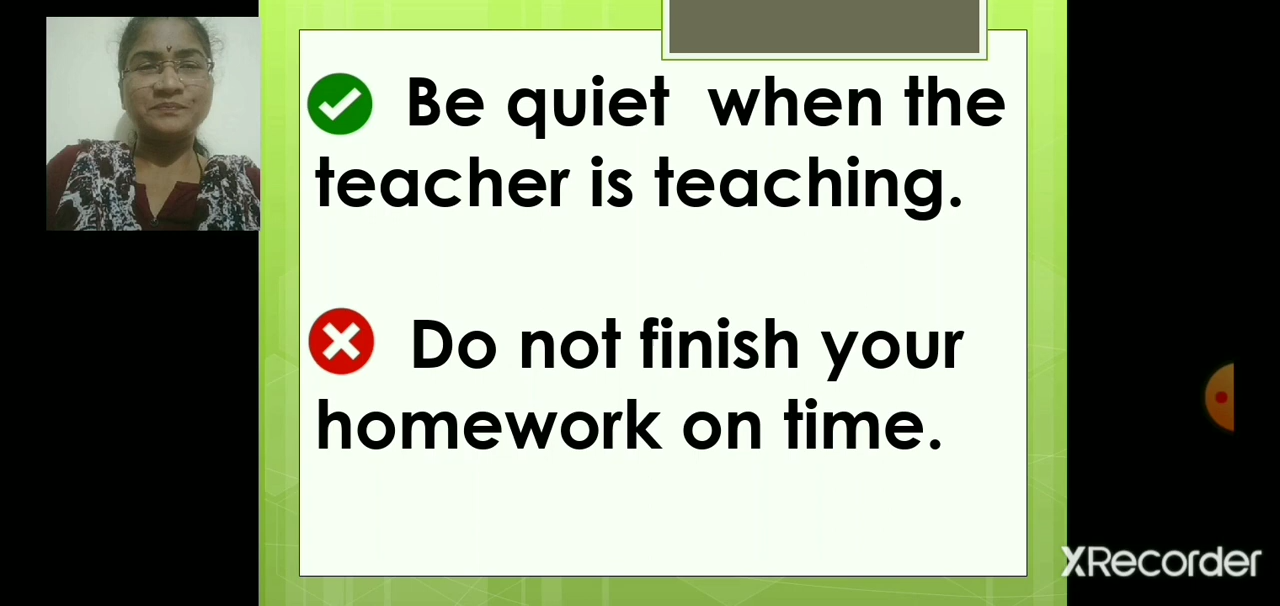 Be quiet when the
teacher is teaching.
Do not finish your
homework on time.
XRecorder